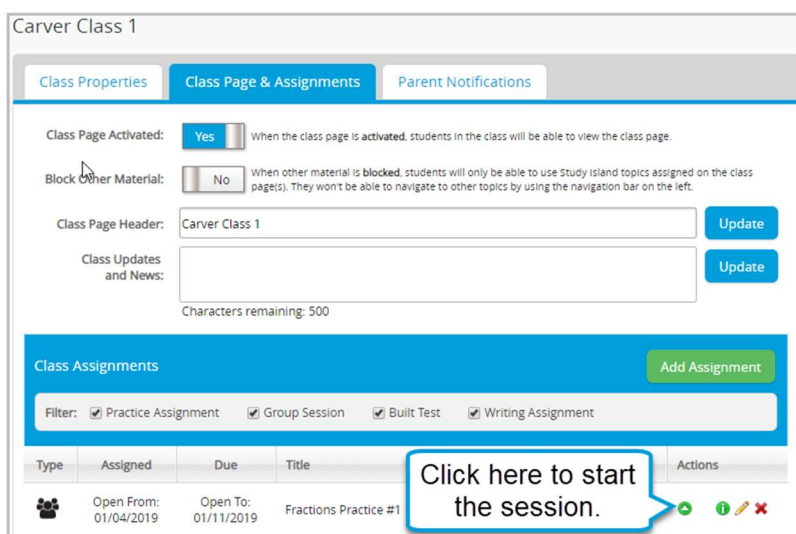 Carver Class 1
Class Properties
Class Page & Assignments
Parent Notifications
Class Page Activated:
Yes
When the class page is activated, students in the class will be able to view the class page.
Block Other Material:
No
When other material is blocked, students will only be able to use Study Island topics assigned on the class
page(s). They won't be able to navigate to other topics by using the navigation bar on the left.
Class Page Header:
Carver Class 1
Update
Class Updates
and News:
Update
Characters remaining: 500
Class Assignments
Add Assignment
Filter:
Practice Assignment
Group Session
Built Test
Writing Assignment
Type
Assigned
Due
Title
Actions
Open From:
01/04/2019
Open To:
01/11/2019
Fractions Practice #1
Click here to start
the session.